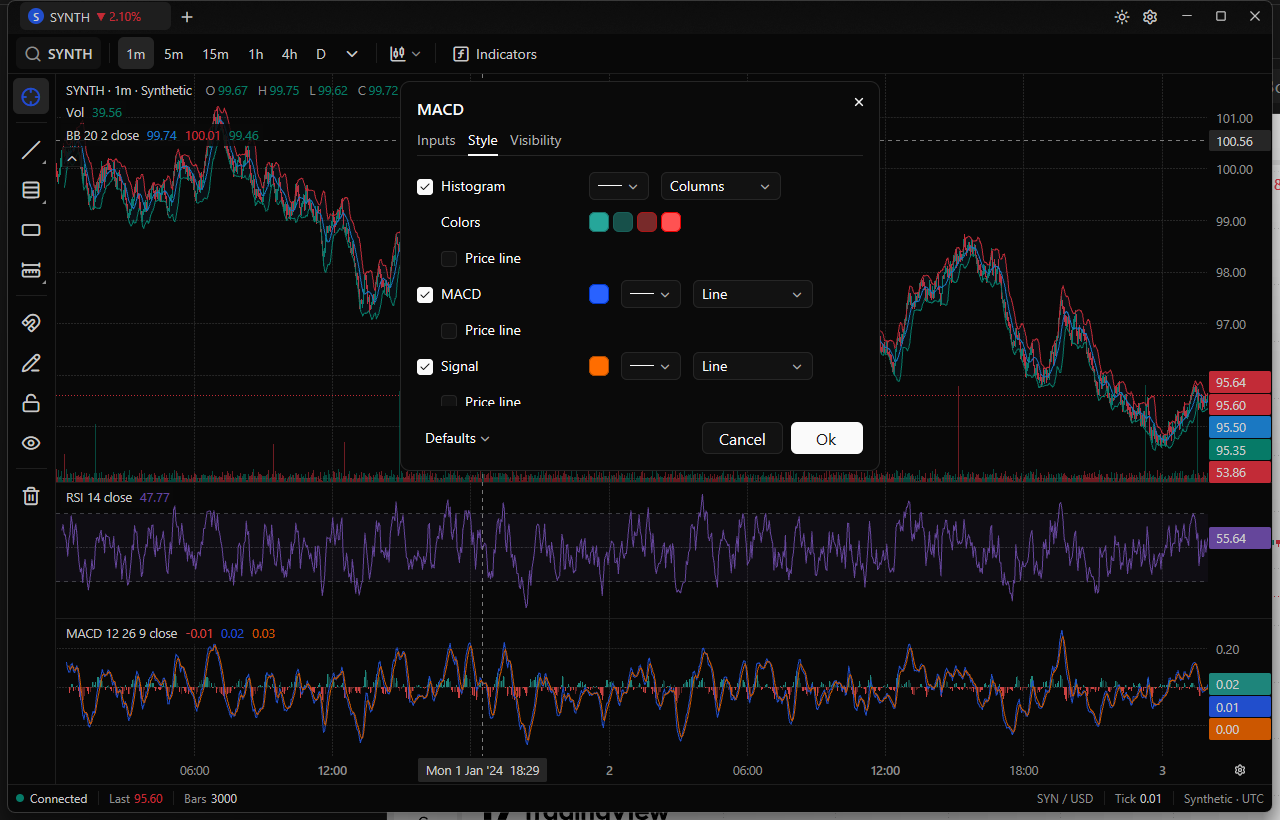 S SYNTH ▼2.10% +
SYNTH 1m 5m 15m 1h 4h D Indicators
SYNTH · 1m · Synthetic O 99.67 H 99.75 L 99.62 C 99.72
Vol 39.56
BB 20 2 close 99.74 100.01 99.46
MACD
Inputs Style Visibility
Histogram Columns
Colors
Price line
MACD Line
Price line
Signal Line
Price line
Defaults Cancel Ok
101.00
100.56
100.00
99.00
98.00
97.00
95.64
95.60
95.50
95.35
53.86
RSI 14 close 47.77
55.64
MACD 12 26 9 close -0.01 0.02 0.03
0.20
0.02
0.01
0.00
06:00 12:00 Mon 1 Jan '24 18:29 2 06:00 12:00 18:00 3
Connected Last 95.60 Bars 3000 SYN / USD Tick 0.01 Synthetic · UTC
TradingView